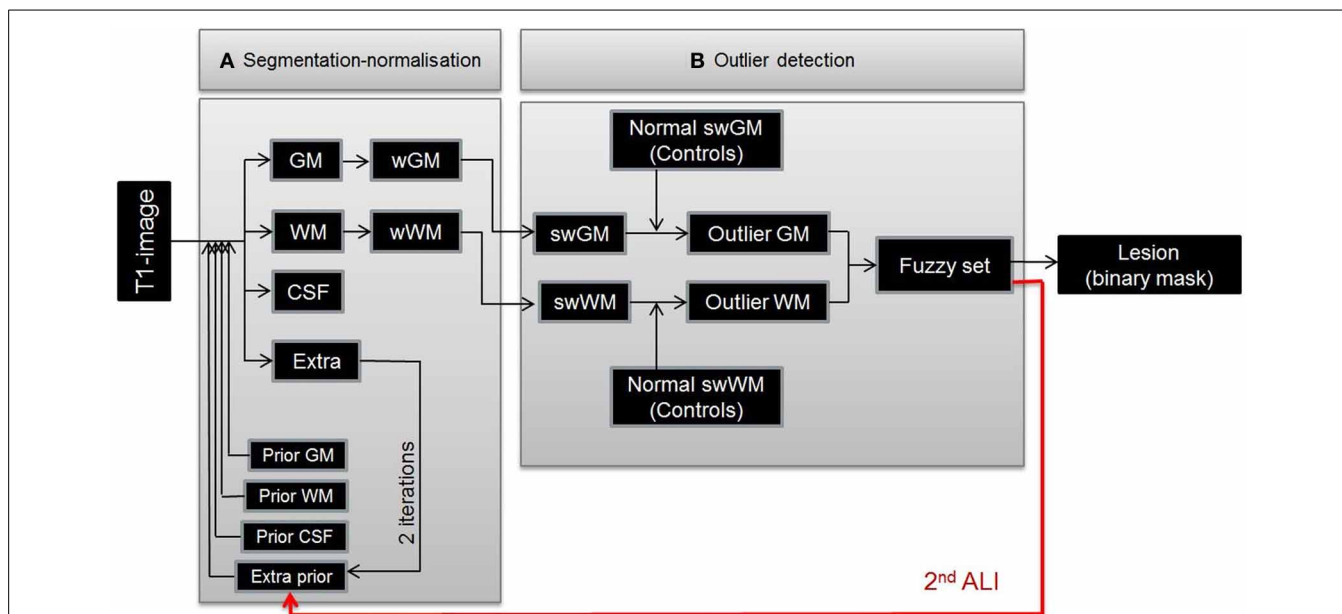 A Segmentation-normalisation
B Outlier detection
T1-image
GM
wGM
WM
wWM
CSF
Extra
Prior GM
Prior WM
Prior CSF
Extra prior
2 iterations
Normal swGM
(Controls)
swGM
Outlier GM
swWM
Outlier WM
Normal swWM
(Controls)
Fuzzy set
Lesion
(binary mask)
2nd ALI